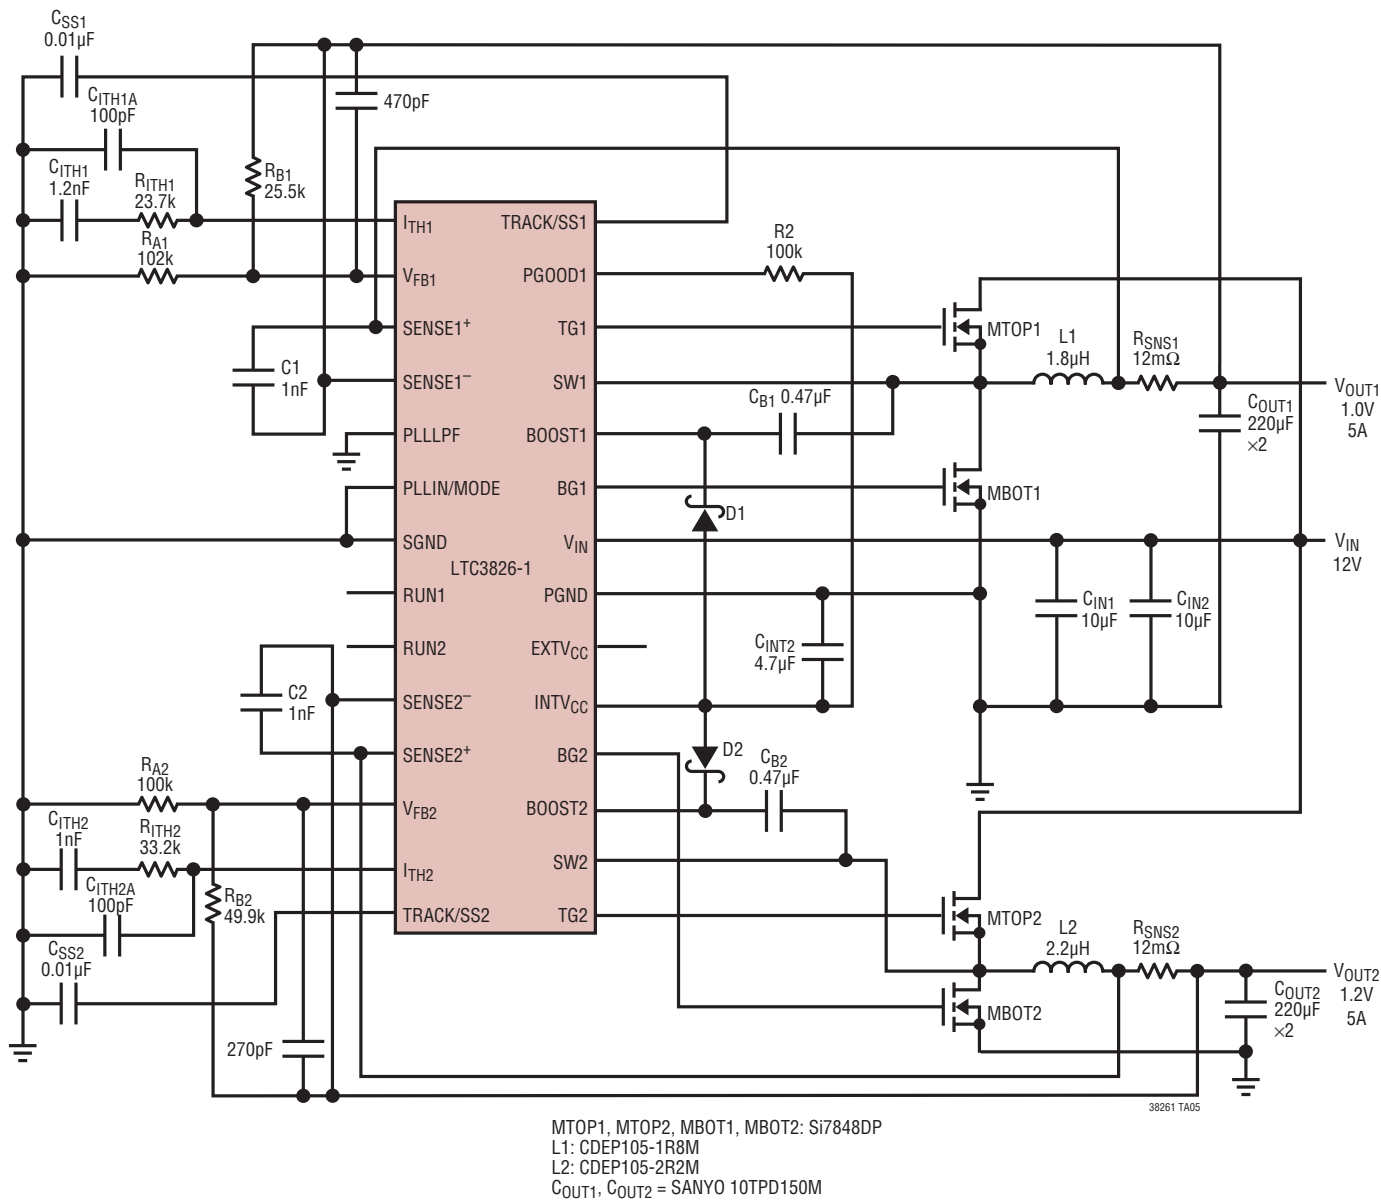 CSS1
0.01µF
CITH1A
100pF
470pF
CITH1
1.2nF
RITH1
23.7k
RB1
25.5k
RA1
102k
C1
1nF
ITH1
VFB1
SENSE1+
SENSE1–
PLLLPF
PLLIN/MODE
SGND
RUN1
RUN2
SENSE2–
SENSE2+
VFB2
ITH2
TRACK/SS2
LTC3826-1
TRACK/SS1
PGOOD1
TG1
SW1
BOOST1
BG1
VIN
PGND
EXTVCC
INTVCC
BG2
BOOST2
SW2
TG2
R2
100k
MTOP1
L1
1.8µH
RSNS1
12mΩ
CB1 0.47µF
COUT1
220µF
×2
VOUT1
1.0V
5A
MBOT1
D1
VIN
12V
CIN1
10µF
CIN2
10µF
CINT2
4.7µF
C2
1nF
D2
CB2
0.47µF
RA2
100k
CITH2
1nF
RITH2
33.2k
CITH2A
100pF
RB2
49.9k
CSS2
0.01µF
270pF
MTOP2
L2
2.2µH
RSNS2
12mΩ
VOUT2
1.2V
5A
COUT2
220µF
×2
MBOT2
38261 TA05
MTOP1, MTOP2, MBOT1, MBOT2: Si7848DP
L1: CDEP105-1R8M
L2: CDEP105-2R2M
COUT1, COUT2 = SANYO 10TPD150M